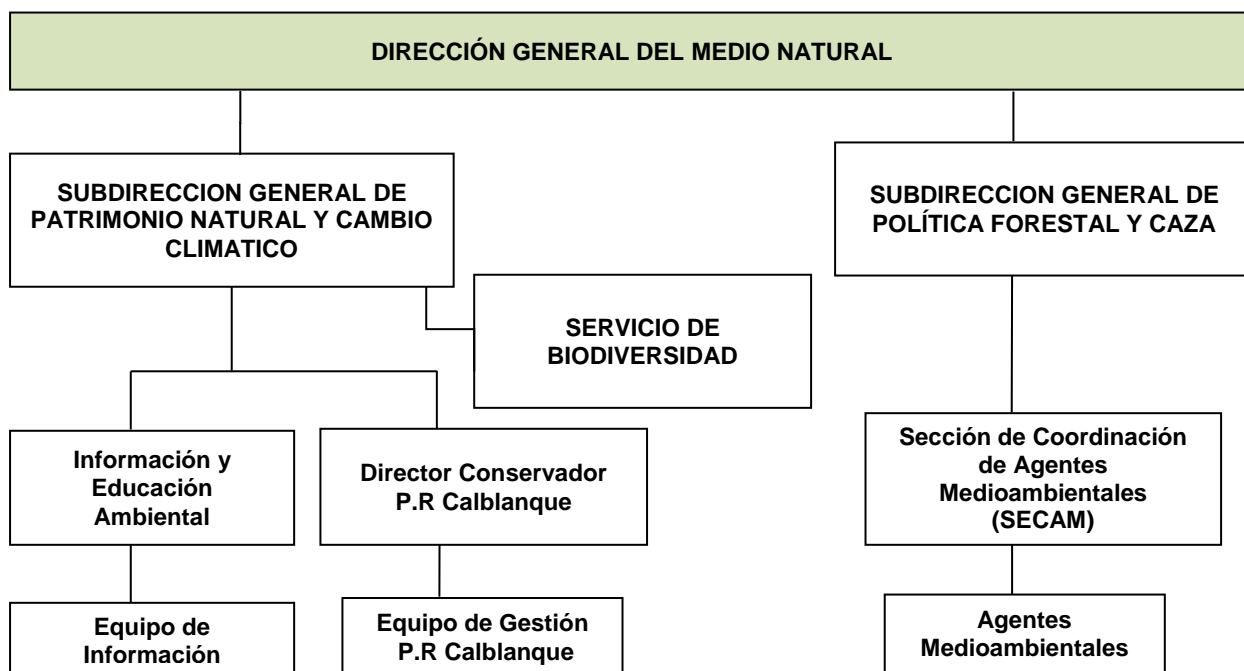 DIRECCIÓN GENERAL DEL MEDIO NATURAL
SUBDIRECCION GENERAL DE
PATRIMONIO NATURAL Y CAMBIO
CLIMATICO
SUBDIRECCION GENERAL DE
POLÍTICA FORESTAL Y CAZA
SERVICIO DE
BIODIVERSIDAD
Información y
Educación
Ambiental
Director Conservador
P.R Calblanque
Sección de Coordinación
de Agentes
Medioambientales
(SECAM)
Equipo de
Información
Equipo de Gestión
P.R Calblanque
Agentes
Medioambientales